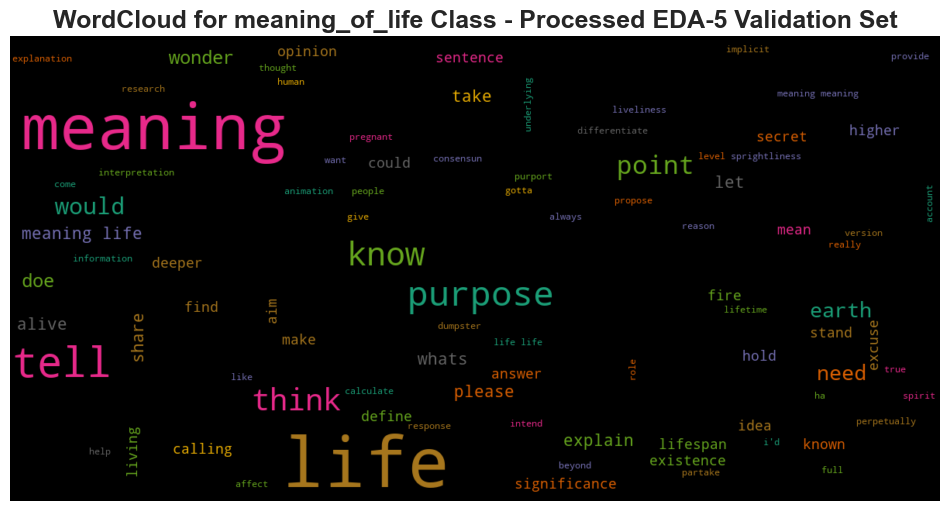 WordCloud for meaning_of_life Class - Processed EDA-5 Validation Set
explanation
wonder
opinion
thought
human
sentence
implicit
provide
research
take
underlying
meaning meaning
liveliness
meaning
pregnant
differentiate
secret
higher
want
could
consensun
point
level
sprightliness
interpretation
come
animation
people
purport
gotta
let
propose
account
would
give
always
reason
mean
version
really
meaning life
know
information
deeper
doe
purpose
fire
lifetime
earth
find
aim
share
alive
make
dumpster
life life
stand
excuse
tell
whats
hold
answer
role
need
true
like
think
calculate
please
ha
spirit
define
response
intend
idea
perpetually
living
calling
life
explain
lifespan
i'd
known
help
existence
beyond
partake
full
affect
significance